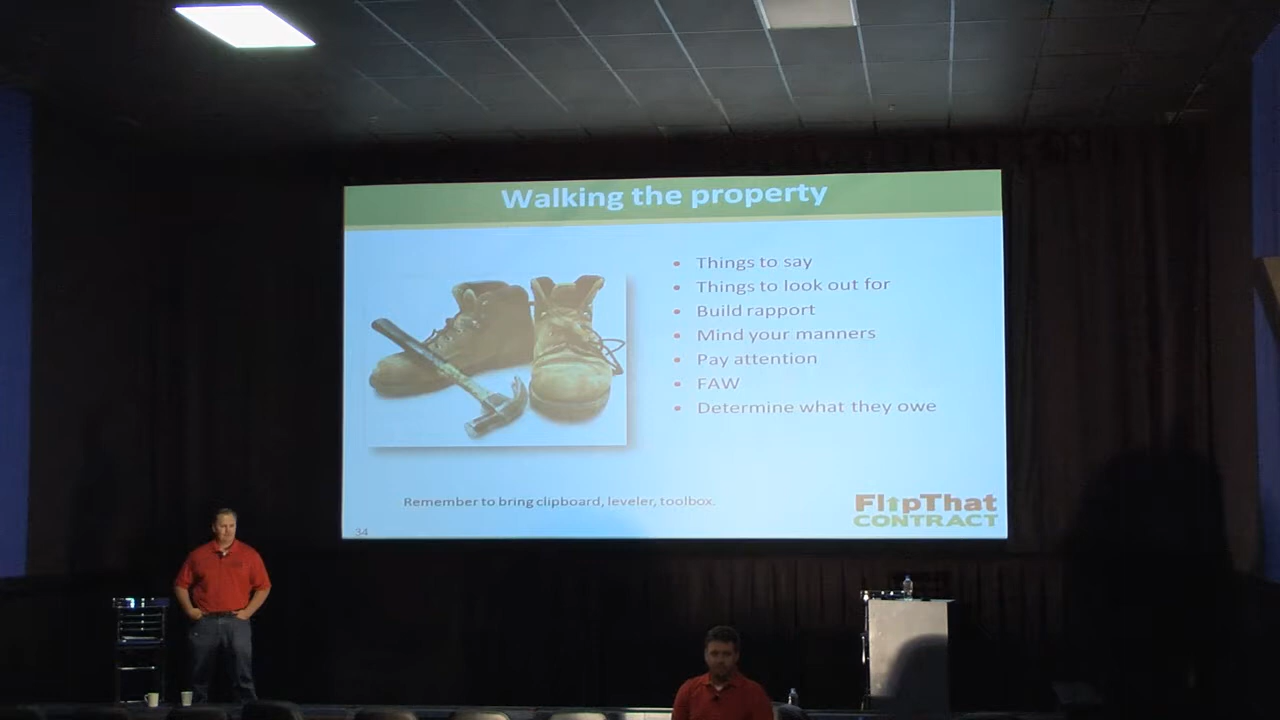 Walking the property
Things to say
Things to look out for
Build rapport
Mind your manners
Pay attention
FAW
Determine what they owe
Remember to bring clipboard, leveler, toolbox.
FlipThat
CONTRACT
34